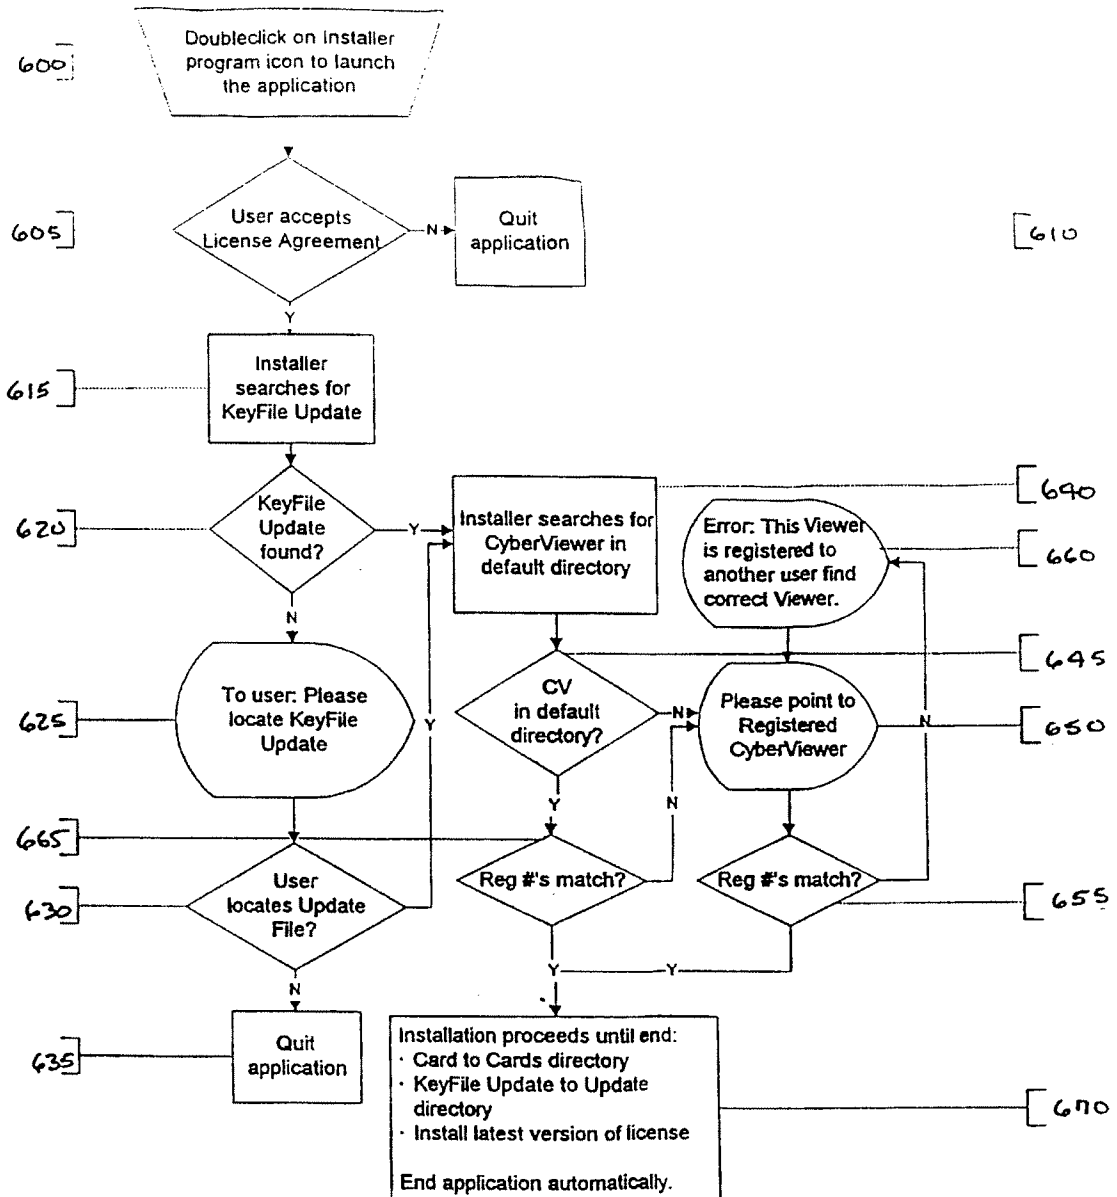 600
Doubleclick on Installer
program icon to launch
the application
605
User accepts
License Agreement
N
Quit
application
610
Y
615
Installer
searches for
KeyFile Update
620
KeyFile
Update
found?
Y
Installer searches for
CyberViewer in
default directory
640
Error: This Viewer
is registered to
another user find
correct Viewer.
660
N
645
625
To user: Please
locate KeyFile
Update
Y
CV
in default
directory?
N
Please point to
Registered
CyberViewer
N
650
Y
N
665
630
User
locates Update
File?
Reg #'s match?
Reg #'s match?
655
N
Y
Y
635
Quit
application
Installation proceeds until end:
· Card to Cards directory
· KeyFile Update to Update
directory
· Install latest version of license
End application automatically.
670